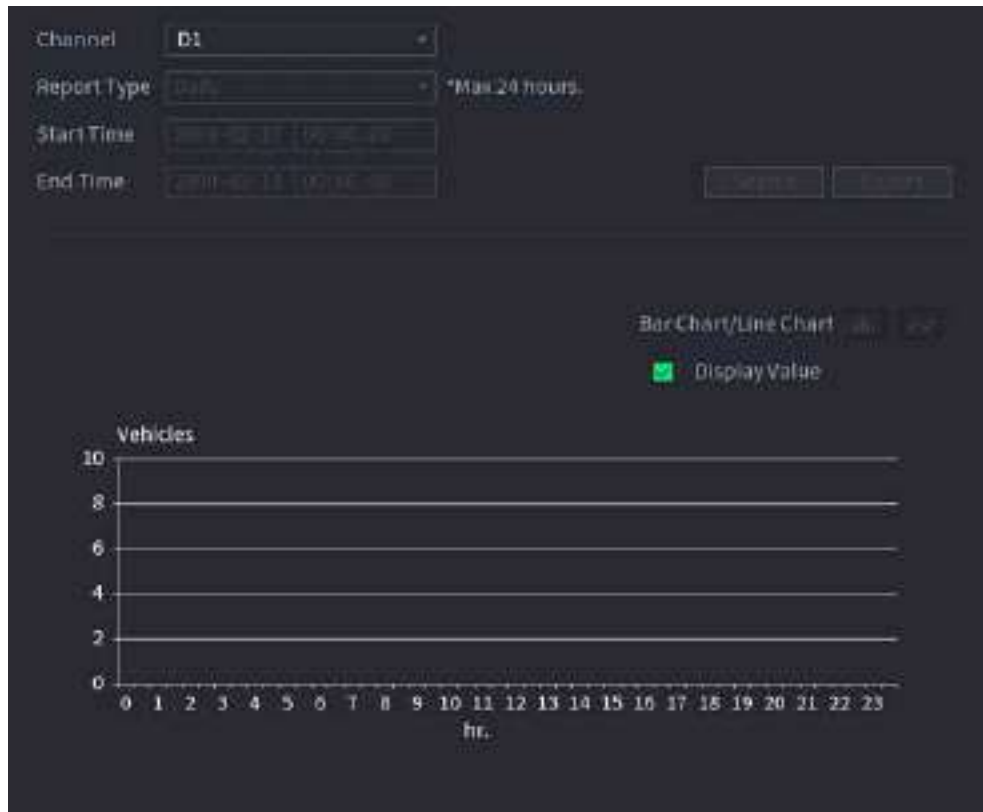 Channel D1
Report Type Daily *Max 24 hours.
Start Time
End Time
Bar Chart/Line Chart
Display Value
Vehicles
10
8
6
4
2
0
0 1 2 3 4 5 6 7 8 9 10 11 12 13 14 15 16 17 18 19 20 21 22 23
hr.